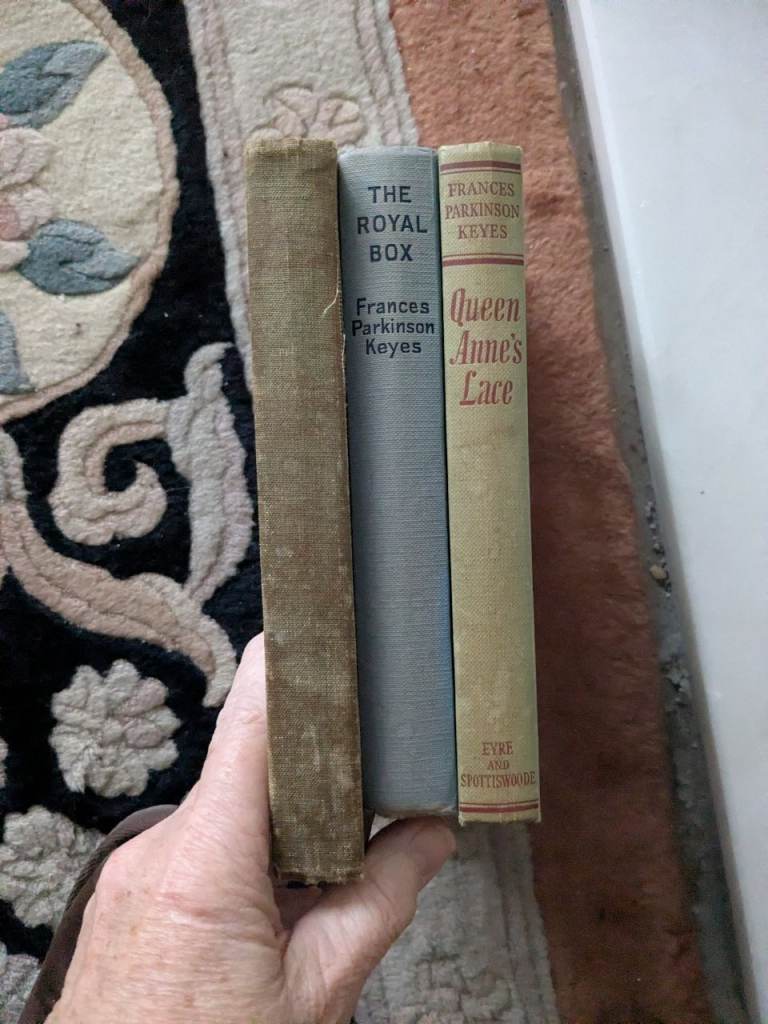 THE
ROYAL
BOX
Frances
Parkinson
Keyes
FRANCES
PARKINSON
KEYES
Queen
Anne's
Lace
EYRE
AND
SPOTTISWOODE